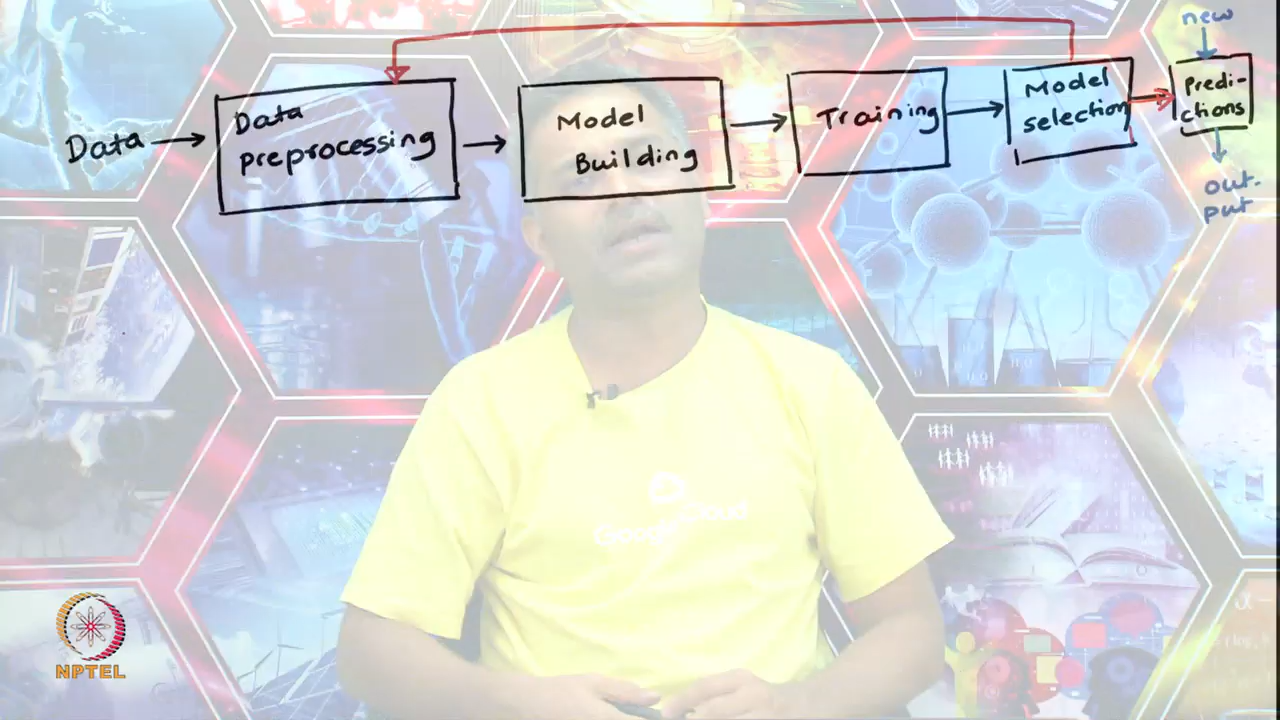 new
Data
Data
preprocessing
Model
Building
Training
Model
selection
Predi-
ctions
out-
put
Google Cloud
NPTEL